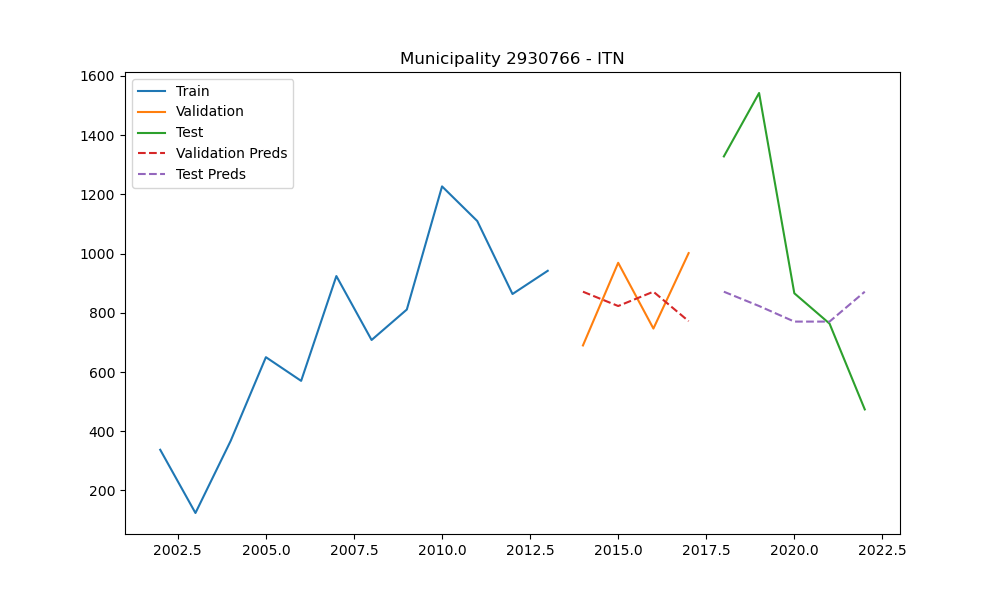 Municipality 2930766 - ITN
1600
1400
1200
1000
800
600
400
200
Train
Validation
Test
Validation Preds
Test Preds
2002.5 2005.0 2007.5 2010.0 2012.5 2015.0 2017.5 2020.0 2022.5